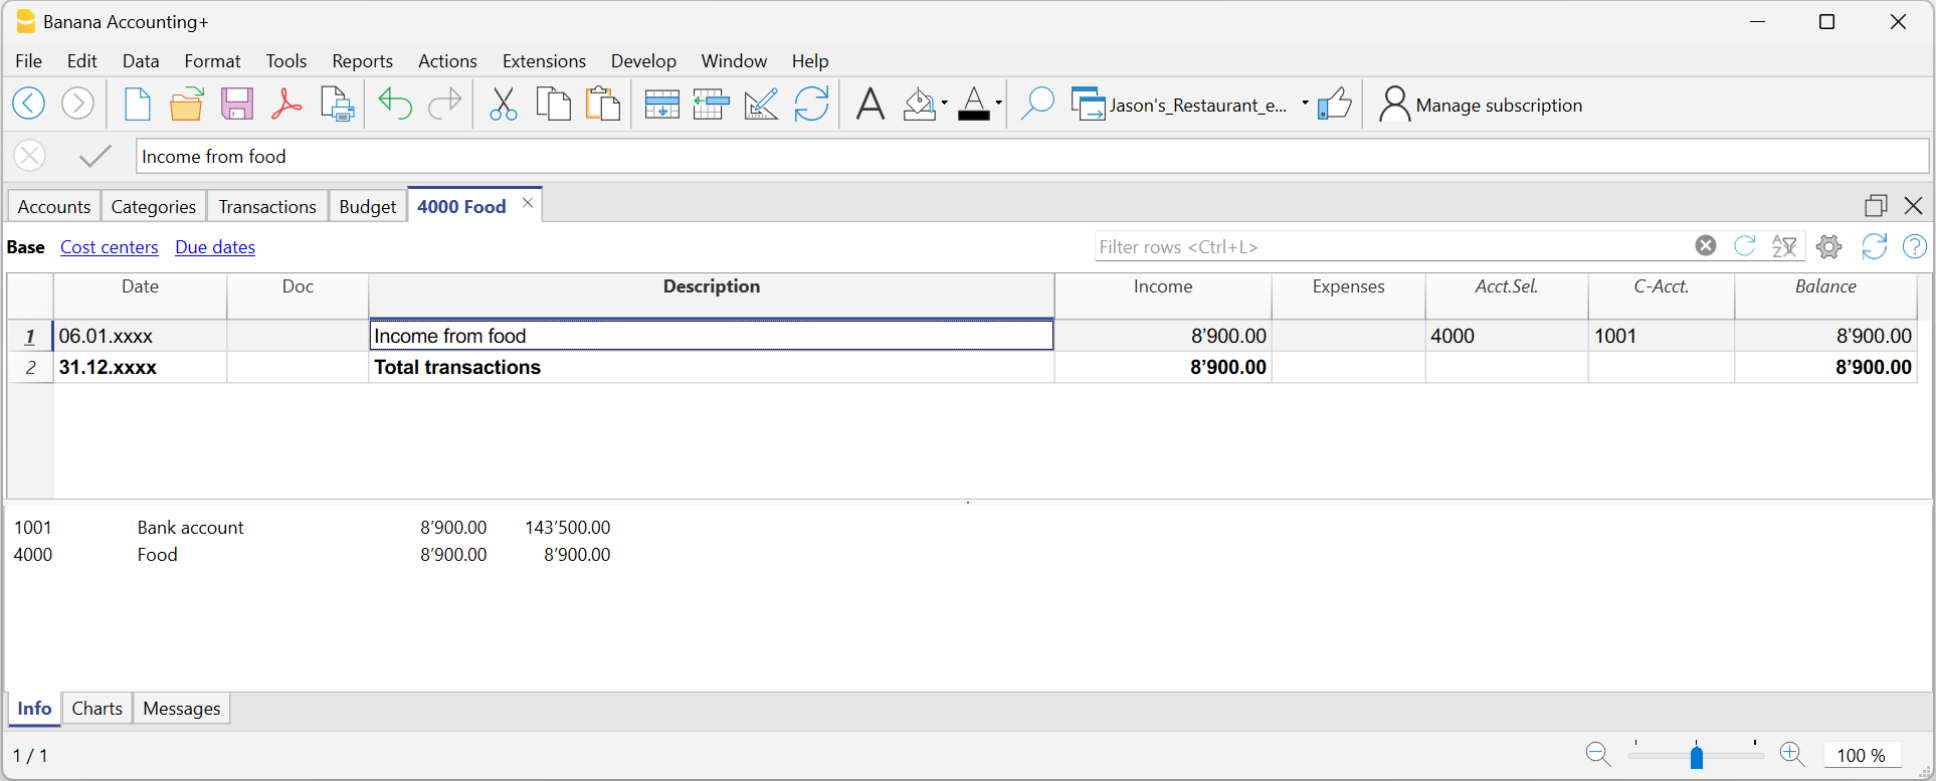 Banana Accounting+
File Edit Data Format Tools Reports Actions Extensions Develop Window Help
Jason's_Restaurant_e... Manage subscription
Income from food
Accounts Categories Transactions Budget 4000 Food
Base Cost centers Due dates Filter rows <Ctrl+L>
Date Doc Description Income Expenses Acct.Sel. C-Acct. Balance
1 06.01.xxxx Income from food 8’900.00 4000 1001 8’900.00
2 31.12.xxxx Total transactions 8’900.00 8’900.00
1001 Bank account 8’900.00 143’500.00
4000 Food 8’900.00 8’900.00
Info Charts Messages
1 / 1 100 %